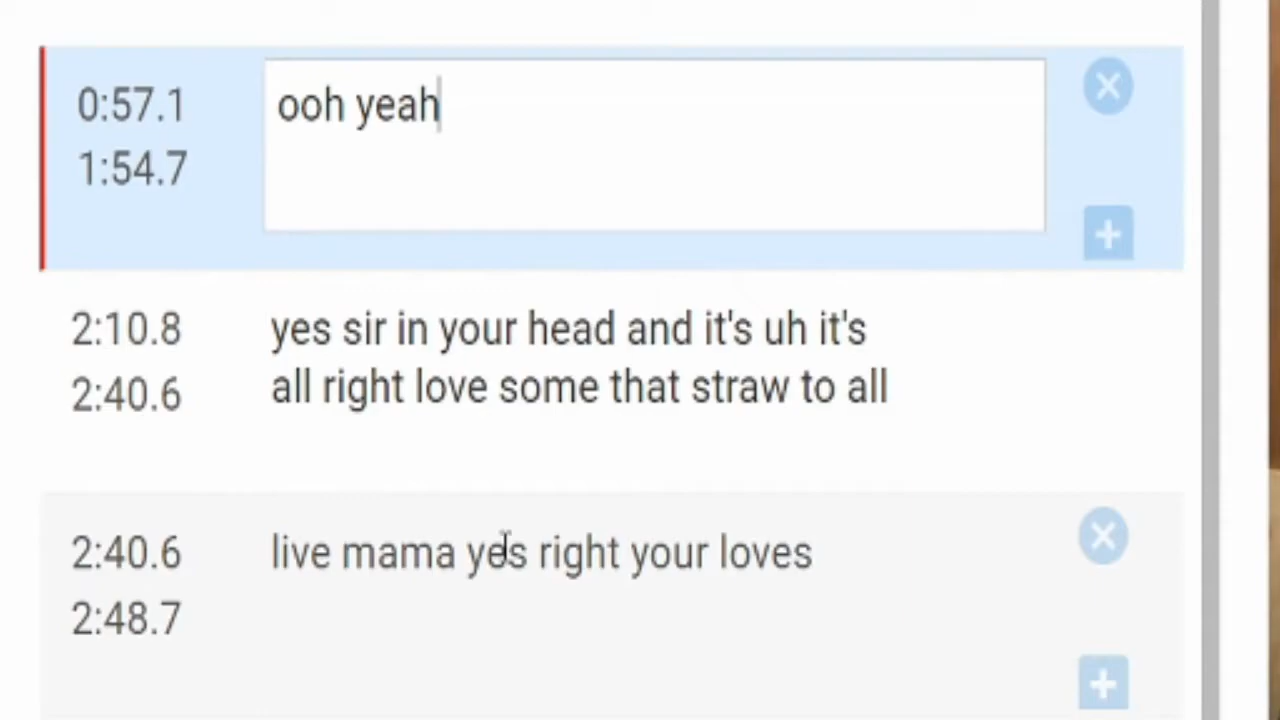 0:57.1
1:54.7
ooh yeah
2:10.8
2:40.6
yes sir in your head and it's uh it's
all right love some that straw to all
2:40.6
2:48.7
live mama yes right your loves